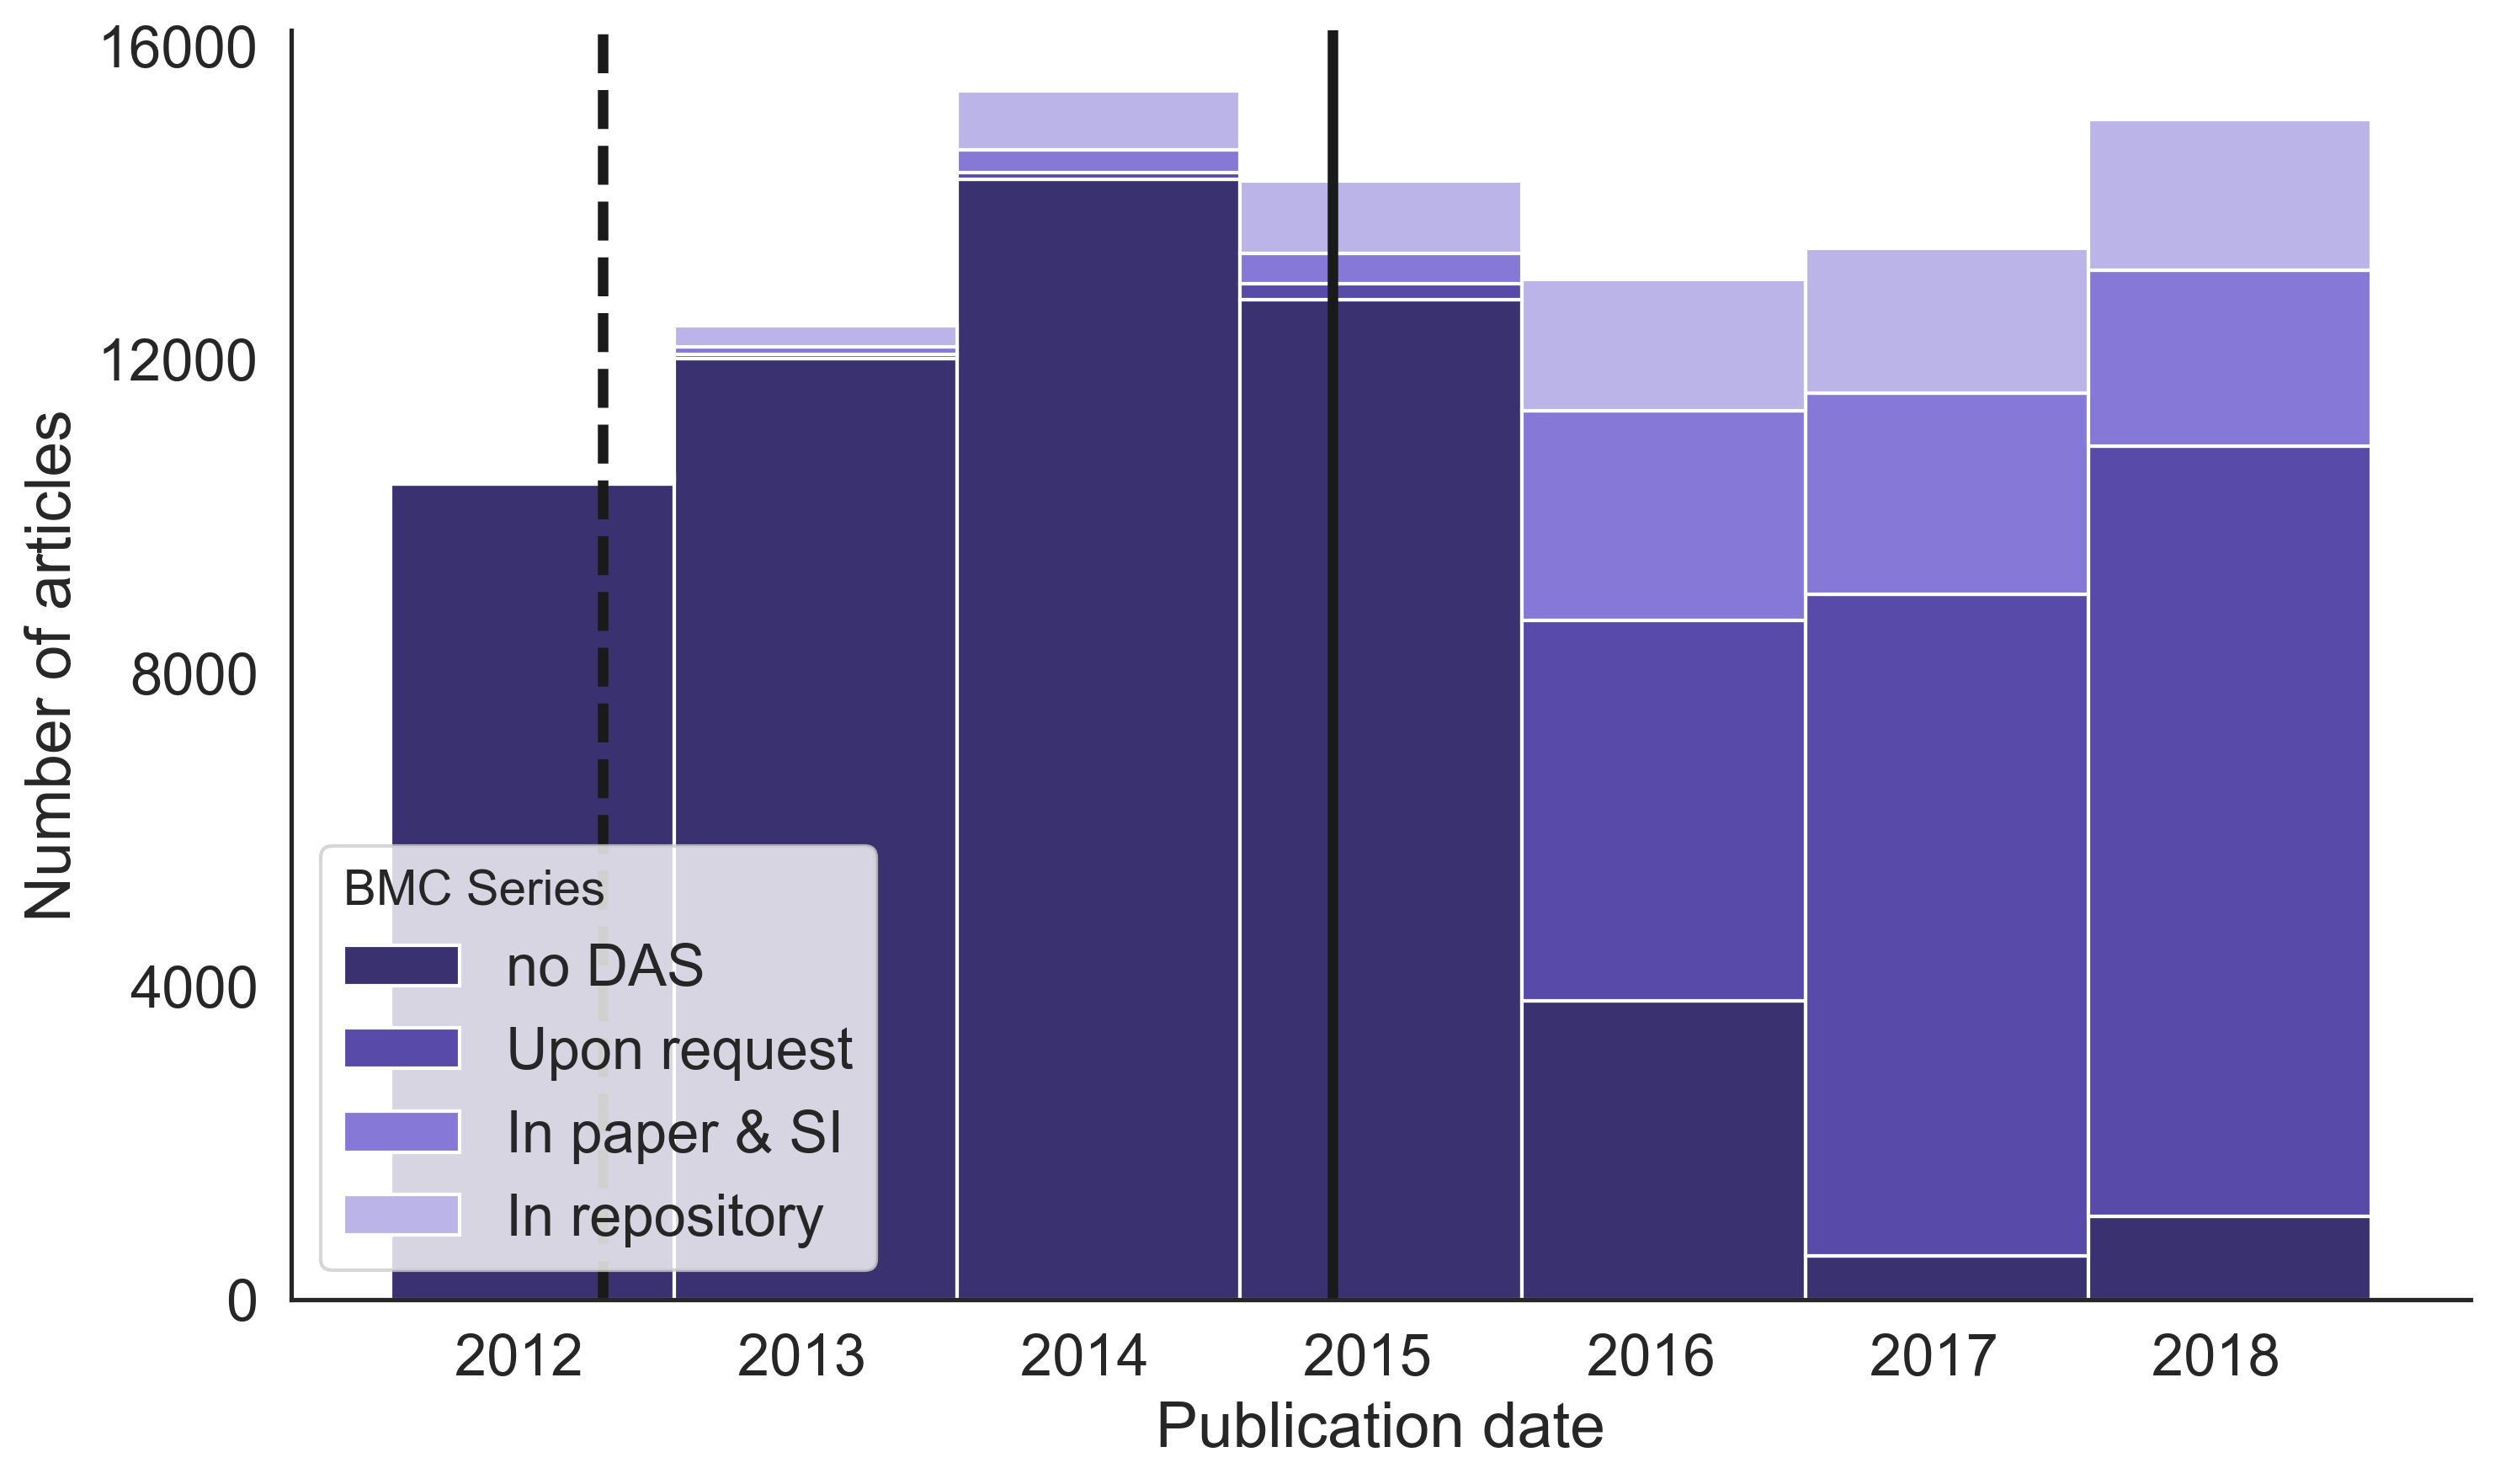 16000
12000
8000
4000
0
Number of articles
BMC Series
no DAS
Upon request
In paper & SI
In repository
2012 2013 2014 2015 2016 2017 2018
Publication date